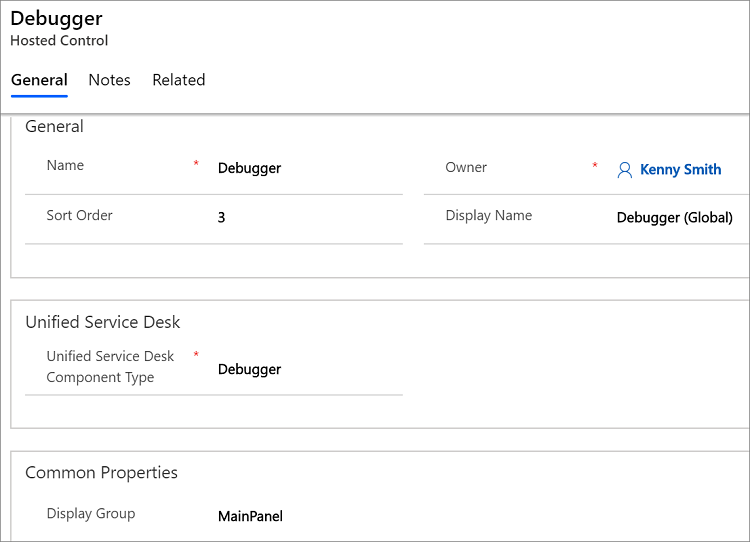 Debugger
Hosted Control
General Notes Related
General
Name * Debugger Owner * Kenny Smith
Sort Order 3 Display Name Debugger (Global)
Unified Service Desk
Unified Service Desk * 
Component Type Debugger
Common Properties
Display Group MainPanel